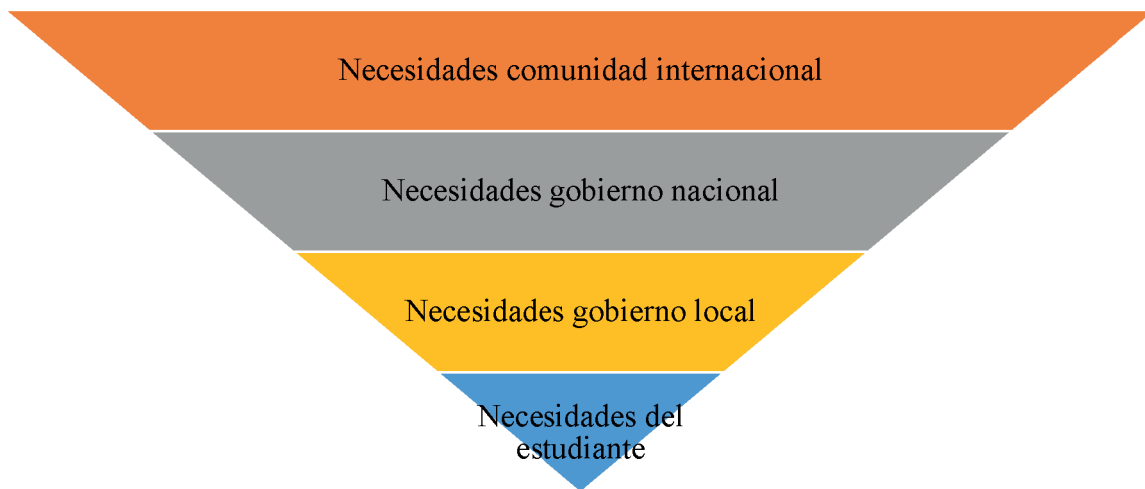 Necesidades comunidad internacional
Necesidades gobierno nacional
Necesidades gobierno local
Necesidades del
estudiante